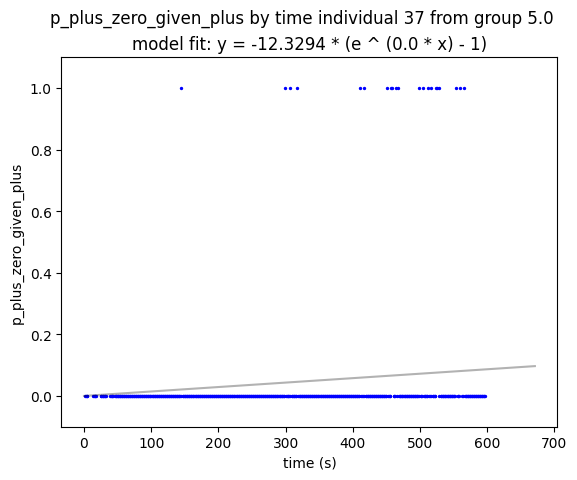 p_plus_zero_given_plus by time individual 37 from group 5.0
model fit: y = -12.3294 * (e ^ (0.0 * x) - 1)
1.0
0.8
0.6
0.4
0.2
0.0
p_plus_zero_given_plus
0 100 200 300 400 500 600 700
time (s)